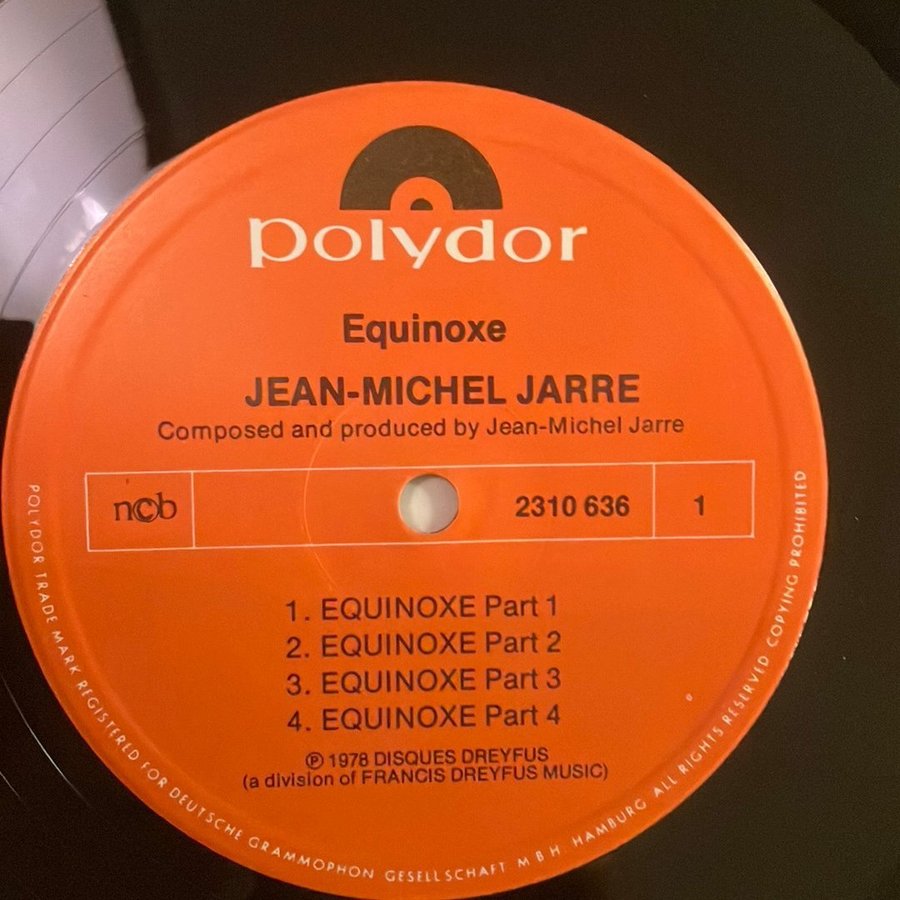 polydor
Equinoxe
JEAN-MICHEL JARRE
Composed and produced by Jean-Michel Jarre
ncb 2310 636 1
1. EQUINOXE Part 1
2. EQUINOXE Part 2
3. EQUINOXE Part 3
4. EQUINOXE Part 4
℗ 1978 DISQUES DREYFUS
(a division of FRANCIS DREYFUS MUSIC)
POLYDOR TRADE MARK REGISTERED FOR DEUTSCHE GRAMMOPHON GESELLSCHAFT M B H HAMBURG ALL RIGHTS RESERVED COPYING PROHIBITED